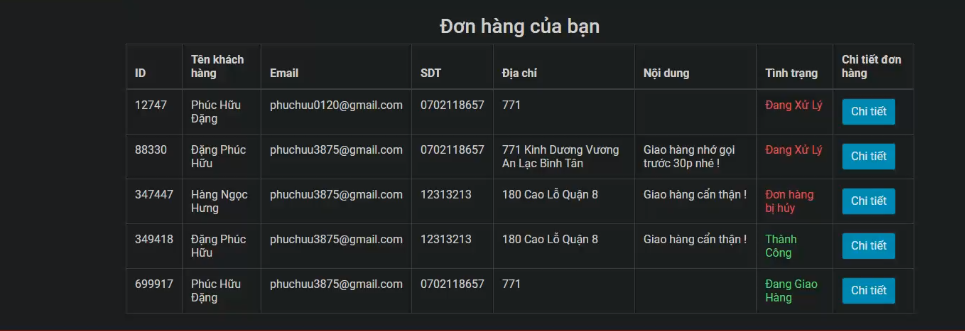 Đơn hàng của bạn
ID Tên khách hàng Email SDT Địa chỉ Nội dung Tình trạng Chi tiết đơn hàng
12747 Phúc Hữu Đặng phuchuu0120@gmail.com 0702118657 771 Đang Xử Lý Chi tiết
88330 Đặng Phúc Hữu phuchuu3875@gmail.com 0702118657 771 Kinh Dương Vương An Lạc Bình Tân Giao hàng nhớ gọi trước 30p nhé ! Đang Xử Lý Chi tiết
347447 Hàng Ngọc Hưng phuchuu3875@gmail.com 12313213 180 Cao Lỗ Quận 8 Giao hàng cẩn thận ! Đơn hàng bị hủy Chi tiết
349418 Đặng Phúc Hữu phuchuu3875@gmail.com 12313213 180 Cao Lỗ Quận 8 Giao hàng cẩn thận ! Thành Công Chi tiết
699917 Phúc Hữu Đặng phuchuu3875@gmail.com 0702118657 771 Đang Giao Hàng Chi tiết